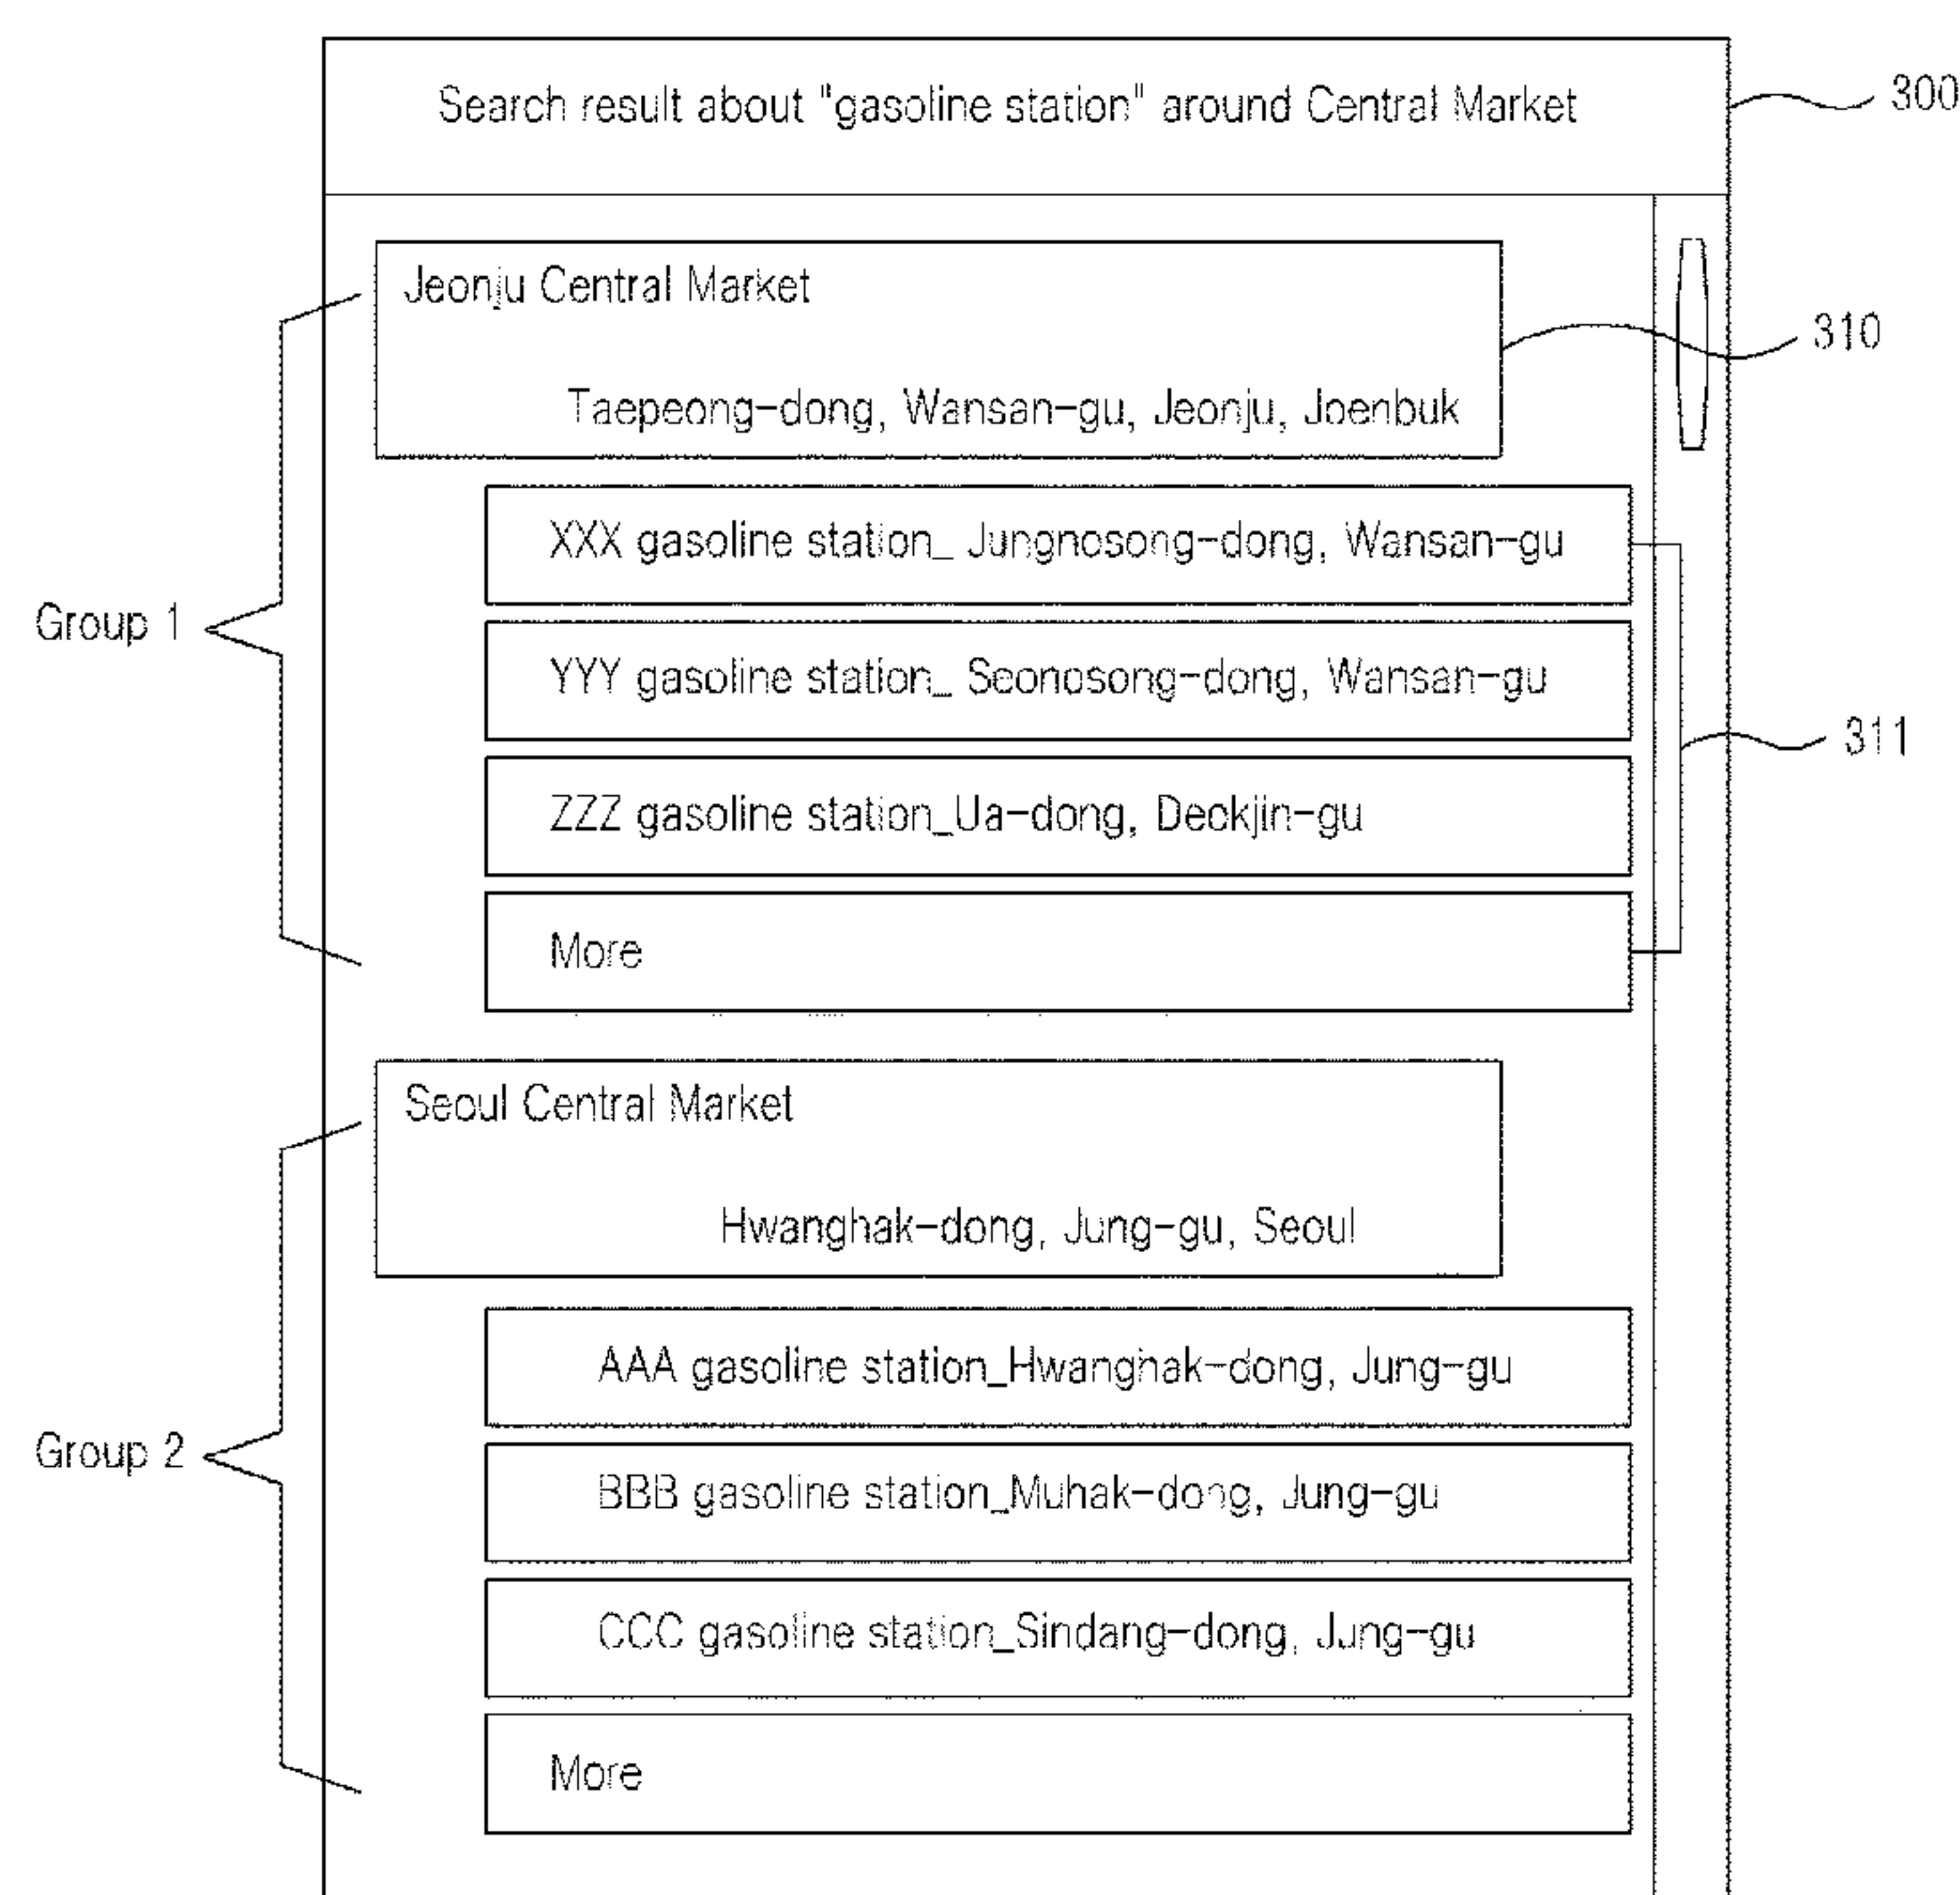 Search result about "gasoline station" around Central Market
300
Jeonju Central Market
310
Taepeong-dong, Wansan-gu, Jeonju, Joenbuk
XXX gasoline station_ Jungnosong-dong, Wansan-gu
Group 1
YYY gasoline station_ Seonosong-dong, Wansan-gu
311
ZZZ gasoline station_Ua-dong, Deokjin-gu
More
Seoul Central Market
Hwanghak-dong, Jung-gu, Seoul
AAA gasoline station_Hwanghak-dong, Jung-gu
Group 2
BBB gasoline station_Muhak-dong, Jung-gu
CCC gasoline station_Sindang-dong, Jung-gu
More